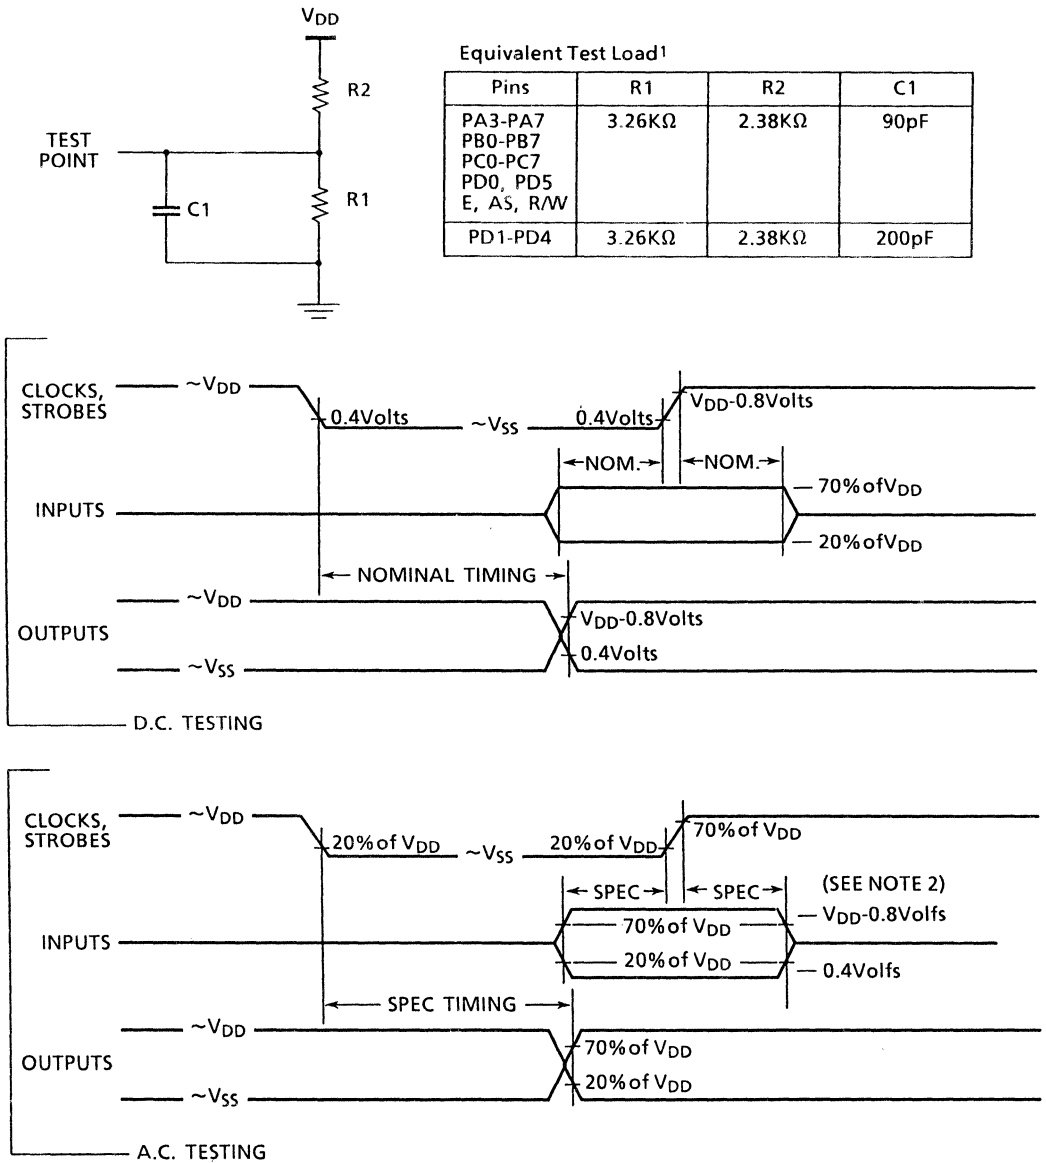 VDD
R2
TEST
POINT
C1
R1
Equivalent Test Load1
Pins R1 R2 C1
PA3-PA7 3.26KΩ 2.38KΩ 90pF
PB0-PB7
PC0-PC7
PD0, PD5
E, AS, R/W
PD1-PD4 3.26KΩ 2.38KΩ 200pF
CLOCKS,
STROBES
~VDD
0.4Volts
~VSS
0.4Volts
VDD-0.8Volts
NOM.
NOM.
INPUTS
70% of VDD
20% of VDD
NOMINAL TIMING
OUTPUTS
~VDD
VDD-0.8Volts
0.4Volts
~VSS
D.C. TESTING
CLOCKS,
STROBES
~VDD
20% of VDD
~VSS
20% of VDD
70% of VDD
SPEC
SPEC
(SEE NOTE 2)
VDD-0.8Volfs
INPUTS
70% of VDD
20% of VDD
0.4Volfs
SPEC TIMING
OUTPUTS
~VDD
70% of VDD
20% of VDD
~VSS
A.C. TESTING